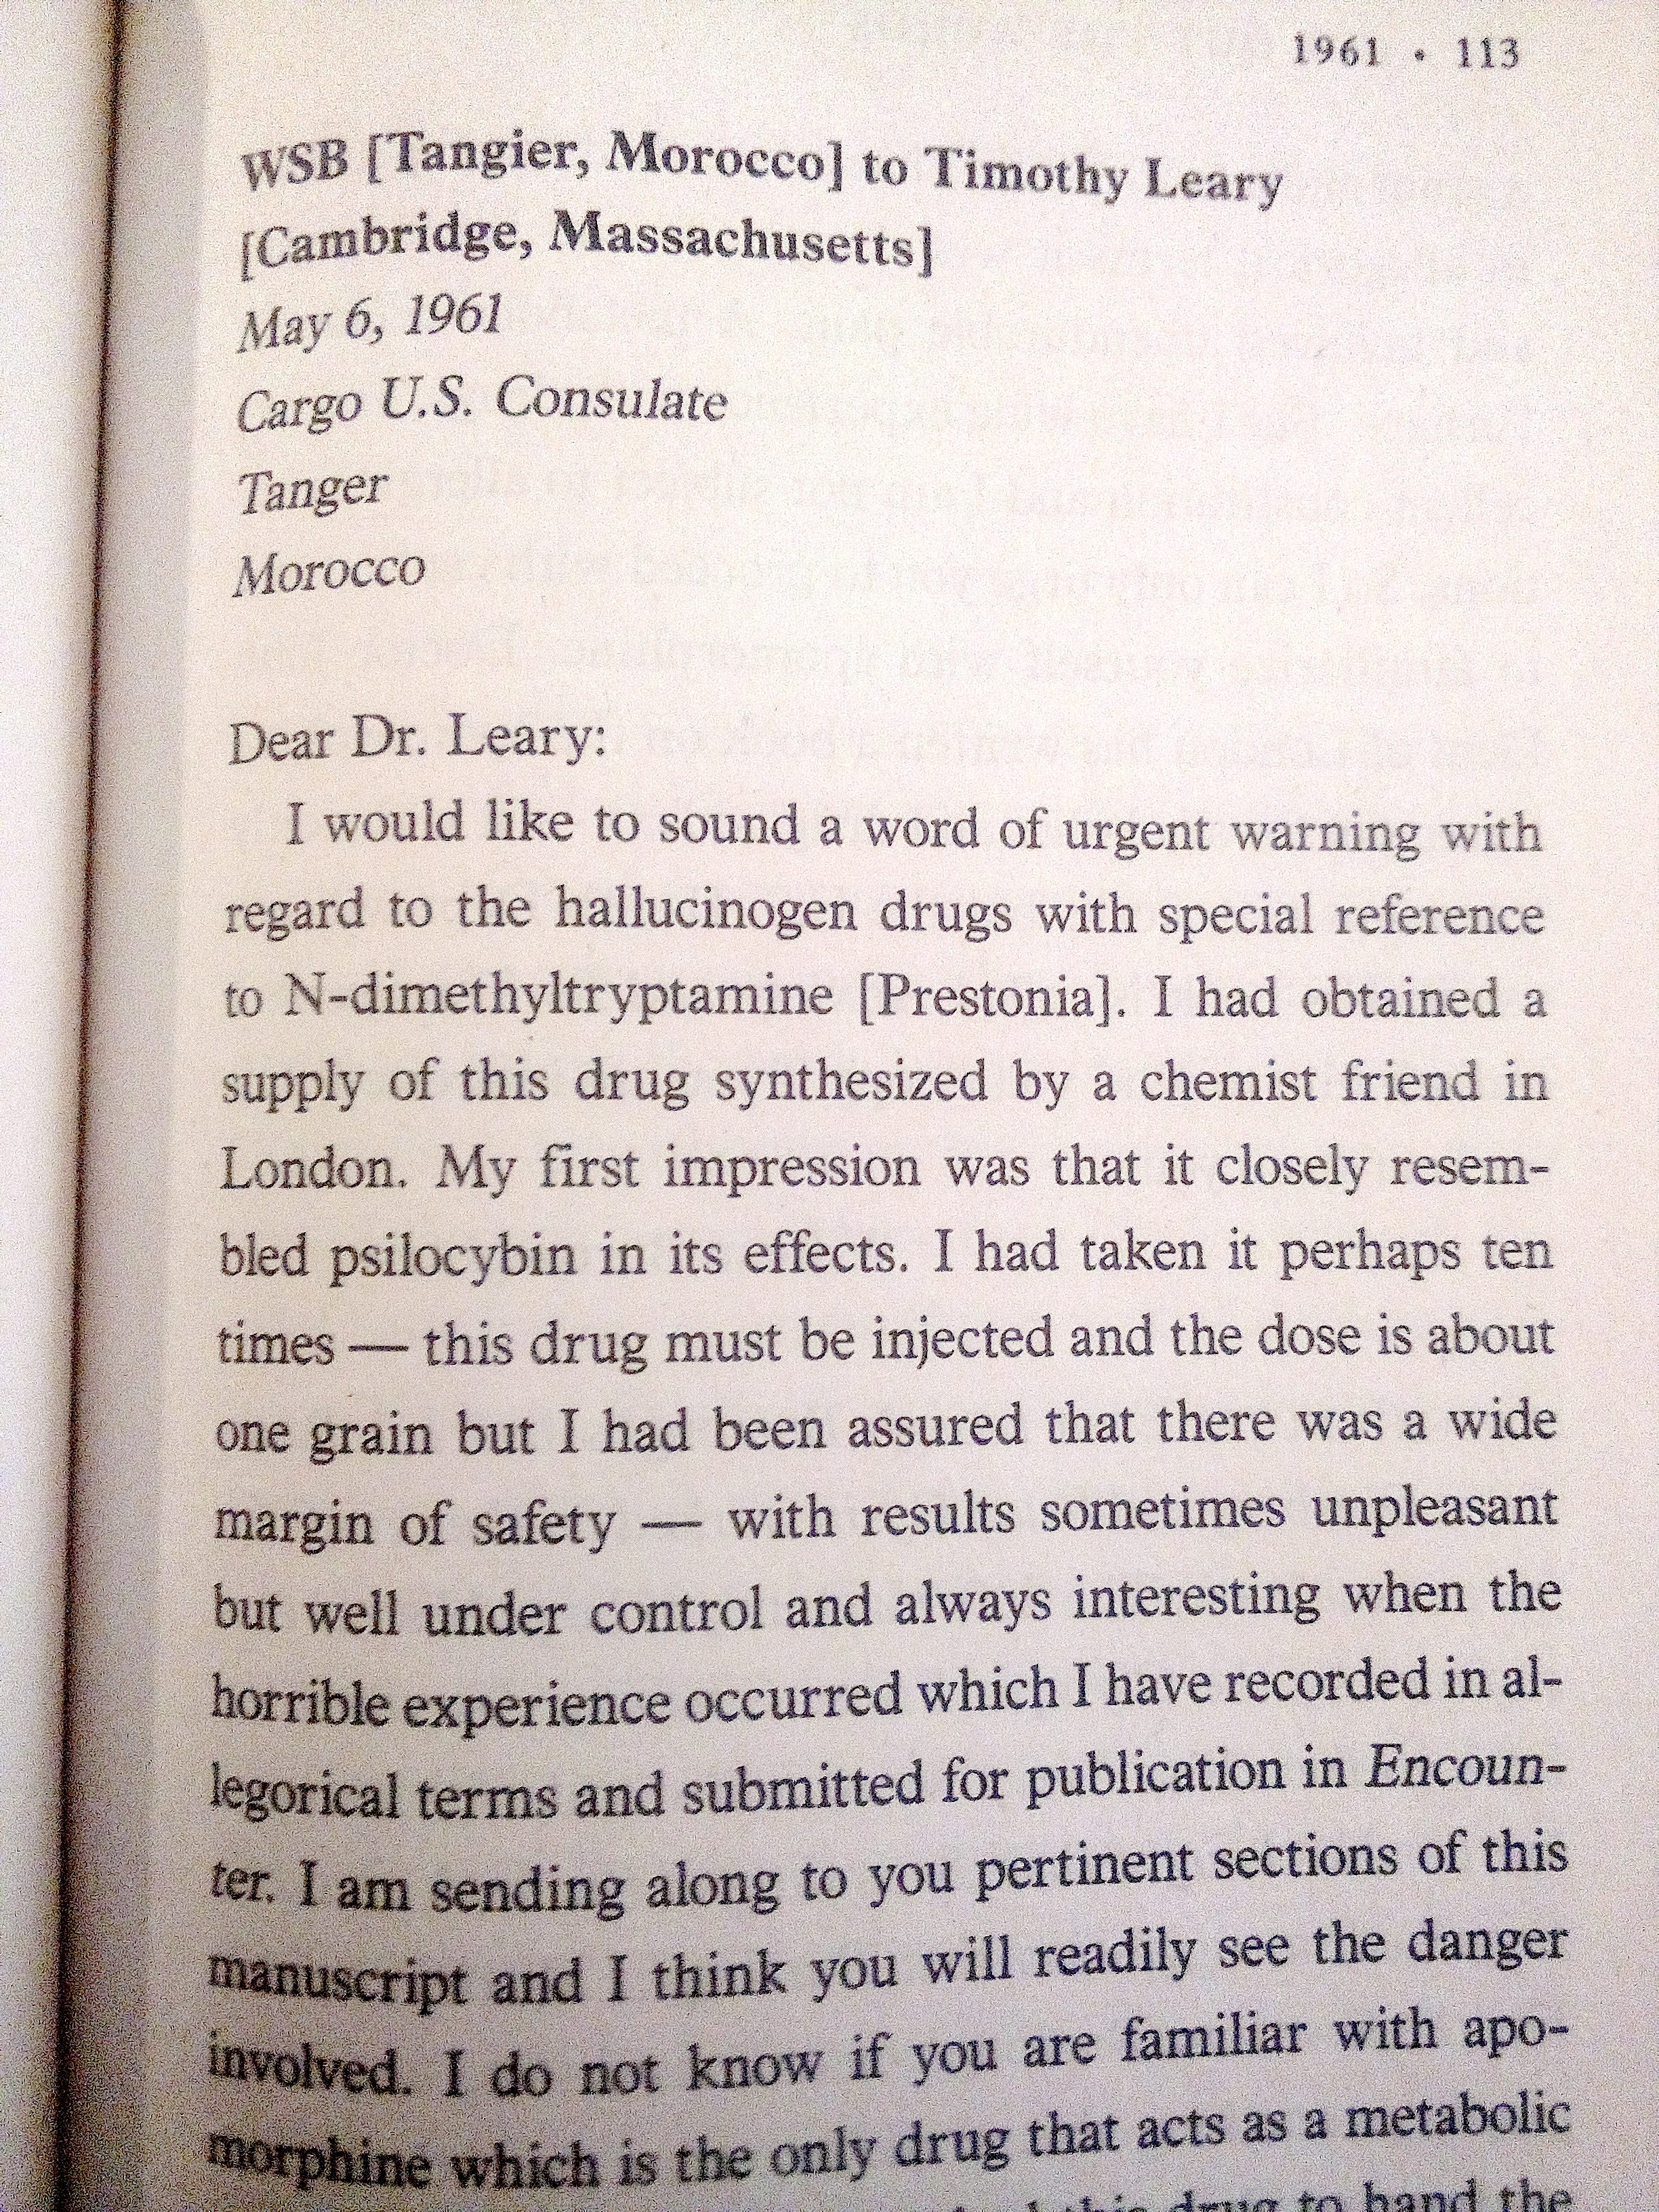 1961 • 113
WSB [Tangier, Morocco] to Timothy Leary
[Cambridge, Massachusetts]
May 6, 1961
Cargo U.S. Consulate
Tanger
Morocco
Dear Dr. Leary:
I would like to sound a word of urgent warning with
regard to the hallucinogen drugs with special reference
to N-dimethyltryptamine [Prestonia]. I had obtained a
supply of this drug synthesized by a chemist friend in
London. My first impression was that it closely resem-
bled psilocybin in its effects. I had taken it perhaps ten
times — this drug must be injected and the dose is about
one grain but I had been assured that there was a wide
margin of safety — with results sometimes unpleasant
but well under control and always interesting when the
horrible experience occurred which I have recorded in al-
legorical terms and submitted for publication in Encoun-
ter. I am sending along to you pertinent sections of this
manuscript and I think you will readily see the danger
involved. I do not know if you are familiar with apo-
morphine which is the only drug that acts as a metabolic
this drug to hand the